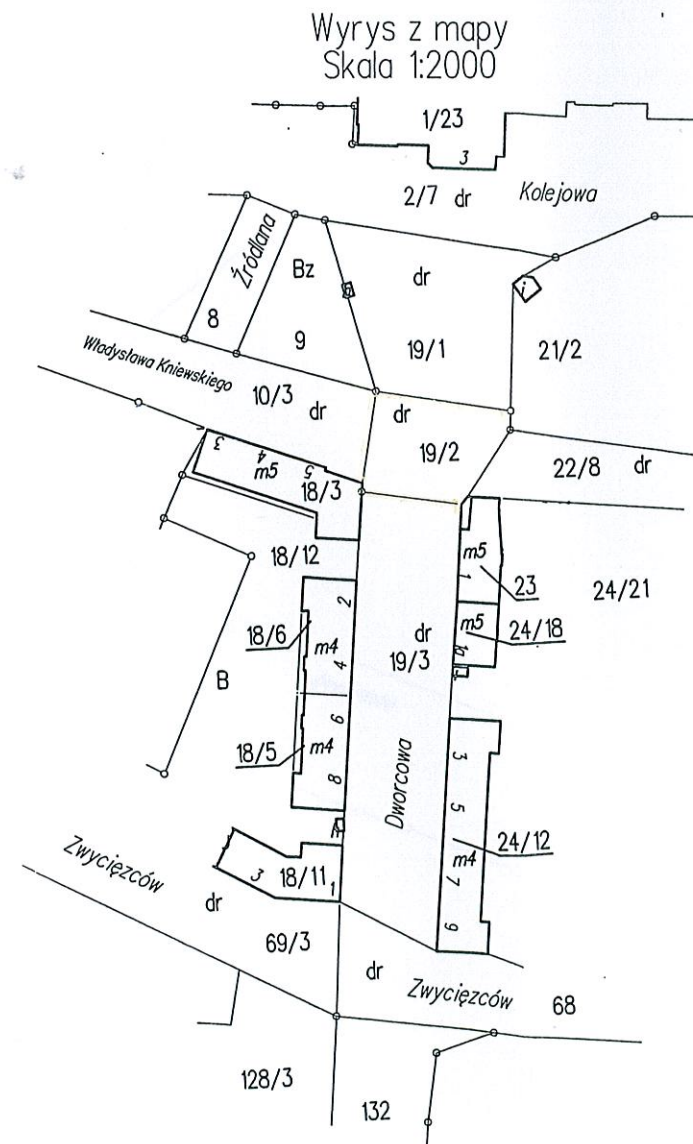 Wyrys z mapy
Skala 1:2000
1/23
3
2/7 dr Kolejowa
Źródlana
Bz
dr
i
8
9
19/1
21/2
Władysława Kniewskiego
10/3 dr
dr
19/2
22/8 dr
3
4
m5
5
18/3
18/12
m5
1
23
24/21
2
18/6
m4
4
dr
19/3
m5
24/18
1a
B
6
18/5
m4
8
Dworcowa
3
5
24/12
m4
7
9
Zwycięzców
3
18/11
1
dr
69/3
dr
Zwycięzców
68
128/3
132